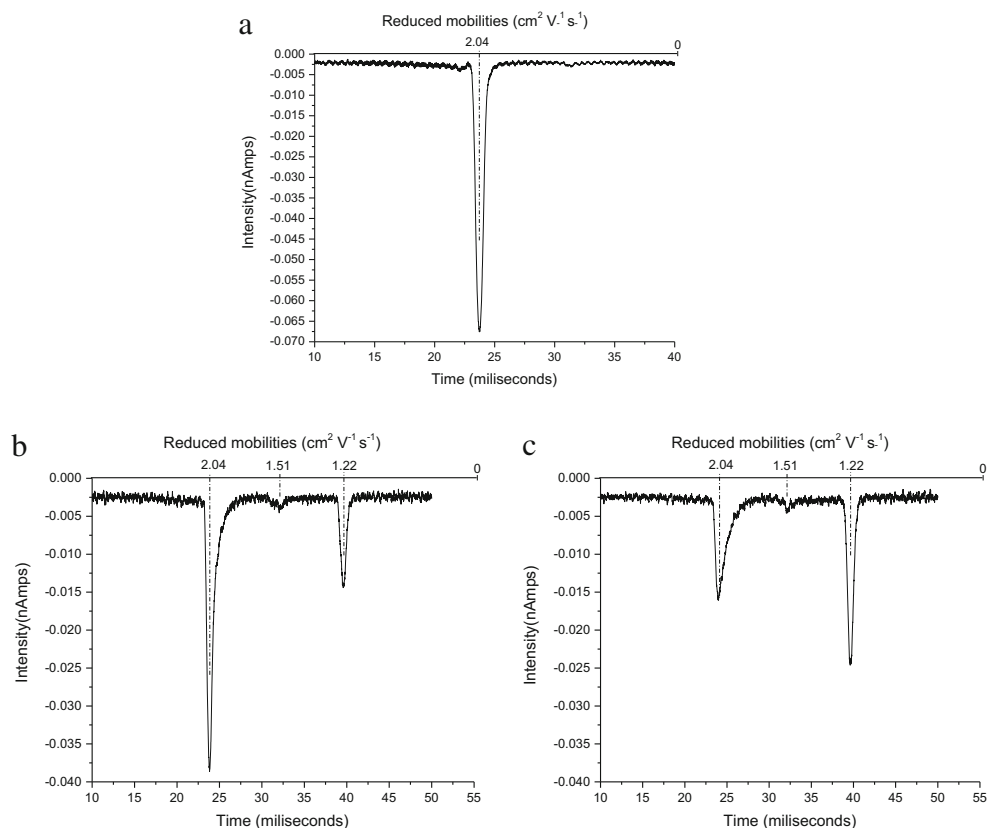 a
Reduced mobilities (cm² V-¹ s-¹)
2.04 0
0.000
-0.005
-0.010
-0.015
-0.020
-0.025
-0.030
-0.035
-0.040
-0.045
-0.050
-0.055
-0.060
-0.065
-0.070
Intensity(nAmps)
10 15 20 25 30 35 40
Time (miliseconds)
b
Reduced mobilities (cm² V⁻¹ s⁻¹)
2.04 1.51 1.22 0
0.000
-0.005
-0.010
-0.015
-0.020
-0.025
-0.030
-0.035
-0.040
Intensity(nAmps)
10 15 20 25 30 35 40 45 50 55
Time (miliseconds)
c
Reduced mobilities (cm² V⁻¹ s-¹)
2.04 1.51 1.22 0
0.000
-0.005
-0.010
-0.015
-0.020
-0.025
-0.030
-0.035
-0.040
Intensity(nAmps)
10 15 20 25 30 35 40 45 50 55
Time (miliseconds)